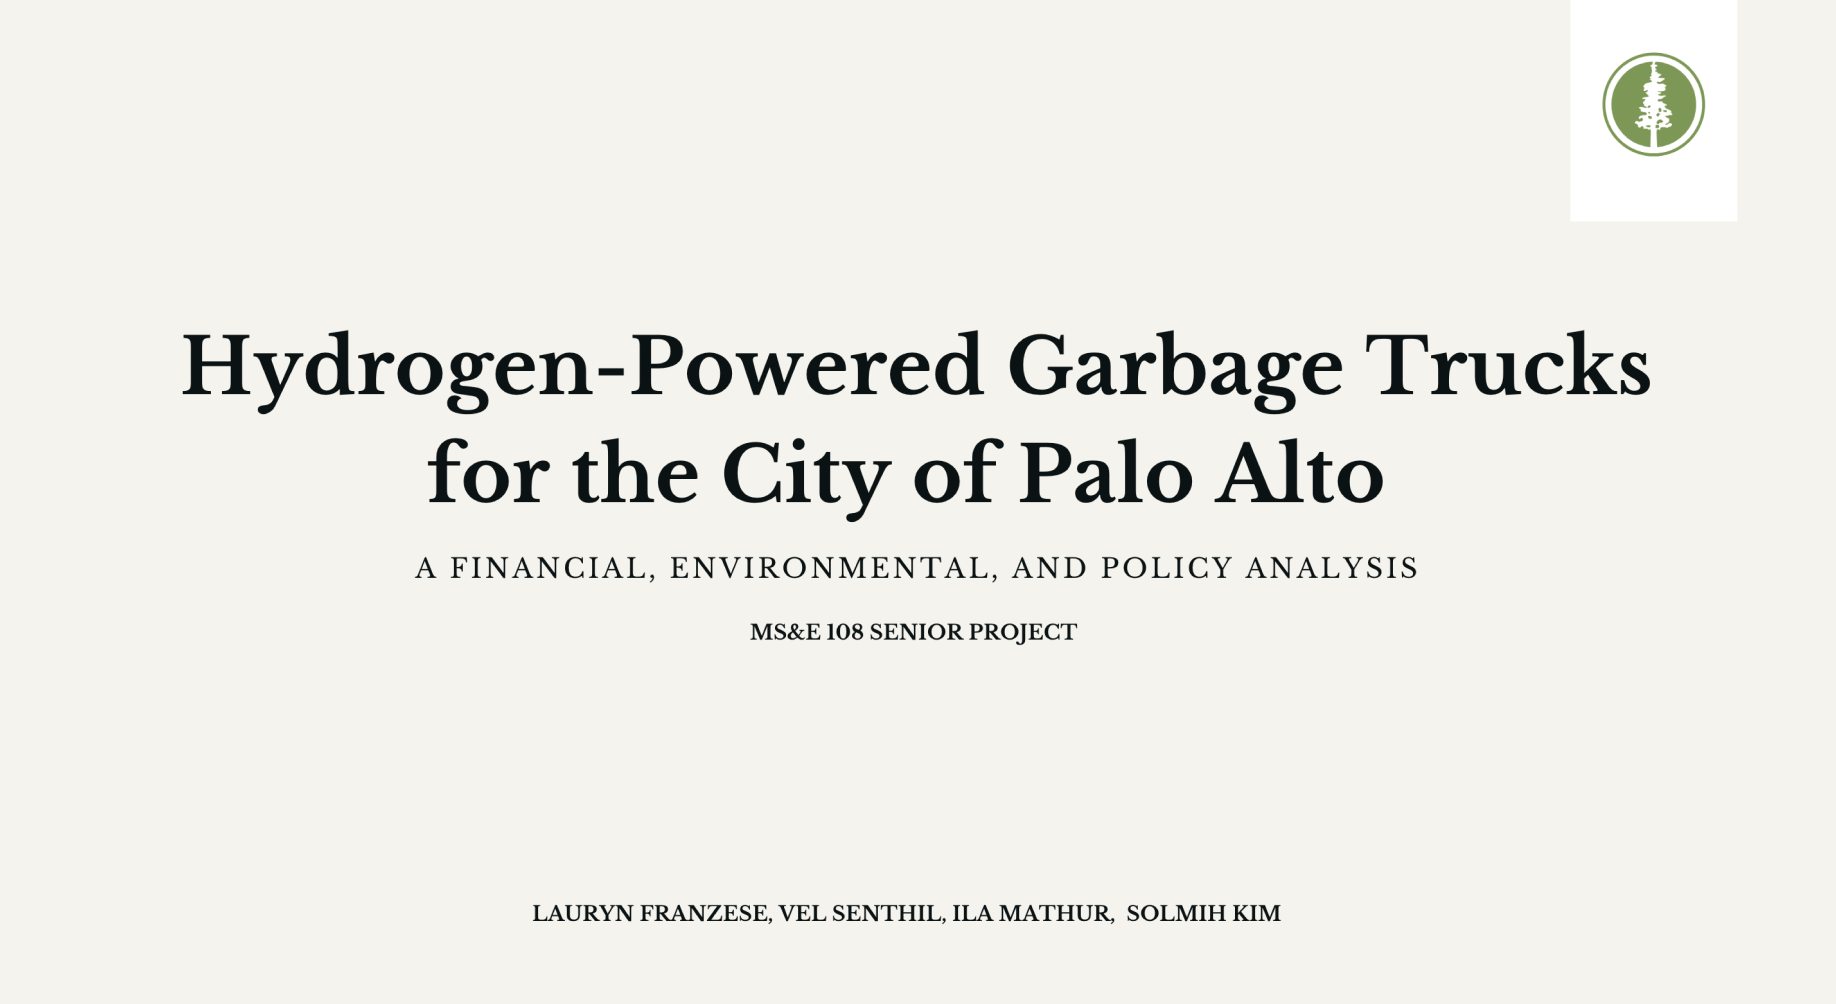 Hydrogen-Powered Garbage Trucks
for the City of Palo Alto
A FINANCIAL, ENVIRONMENTAL, AND POLICY ANALYSIS
MS&E 108 SENIOR PROJECT
LAURYN FRANZESE, VEL SENTHIL, ILA MATHUR, SOLMIH KIM